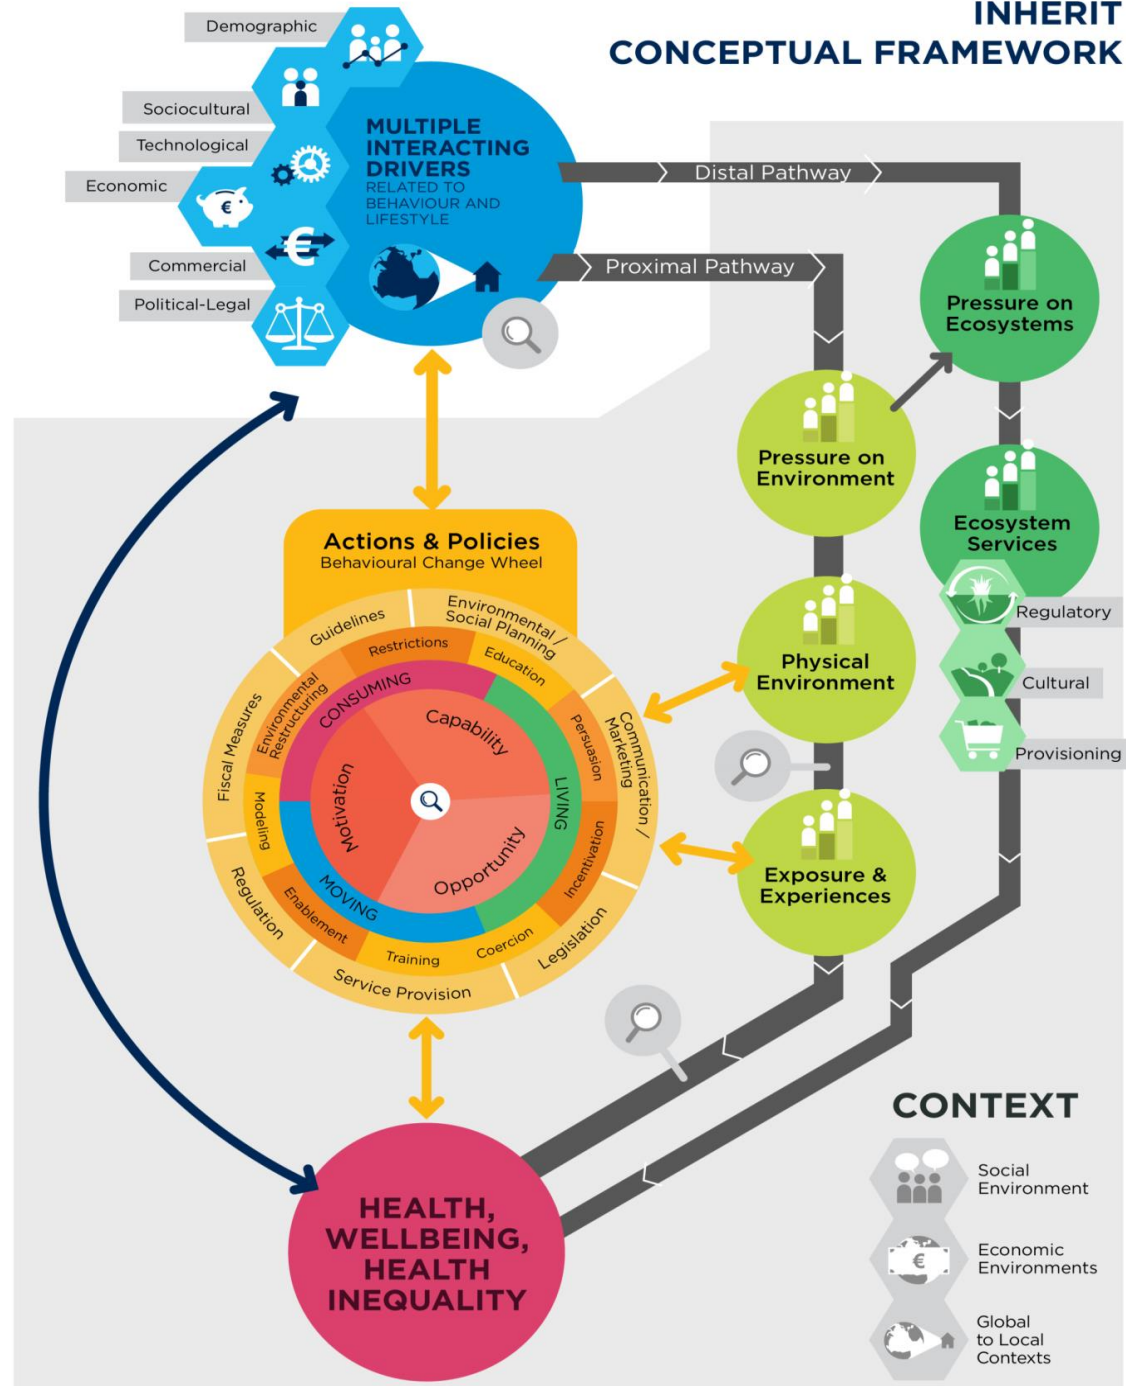 INHERIT
CONCEPTUAL FRAMEWORK
Demographic
Sociocultural
Technological
Economic
Commercial
Political-Legal
MULTIPLE
INTERACTING
DRIVERS
RELATED TO
BEHAVIOUR AND
LIFESTYLE
€
€
Distal Pathway
Proximal Pathway
Pressure on
Ecosystems
Pressure on
Environment
Ecosystem
Services
Regulatory
Cultural
Provisioning
Physical
Environment
Exposure &
Experiences
Actions & Policies
Behavioural Change Wheel
Guidelines
Environmental /
Social Planning
Communication /
Marketing
Legislation
Service Provision
Regulation
Fiscal Measures
Restrictions
Education
Persuasion
Incentivation
Coercion
Training
Enablement
Modeling
Environmental
Restructuring
CONSUMING
LIVING
MOVING
Capability
Opportunity
Motivation
HEALTH,
WELLBEING,
HEALTH
INEQUALITY
CONTEXT
Social
Environment
€
Economic
Environments
Global
to Local
Contexts